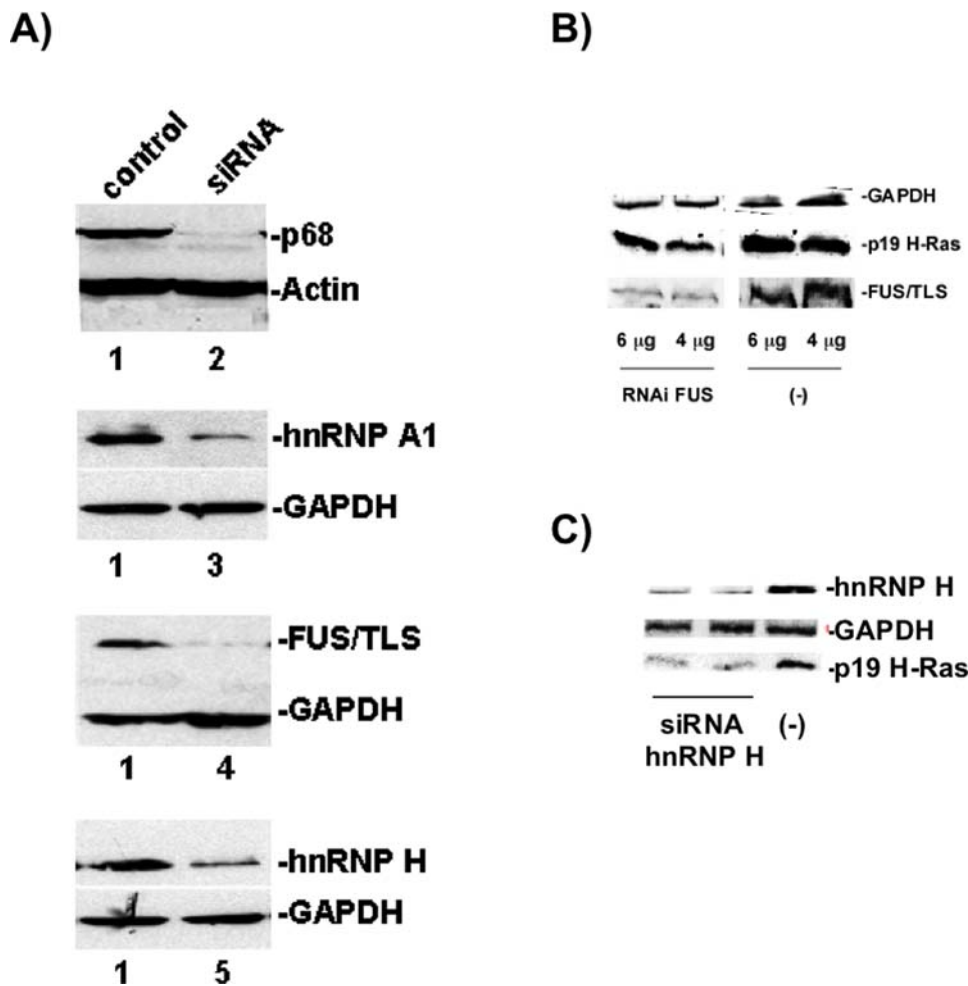 A)
control siRNA
-p68
-Actin
1 2
-hnRNP A1
-GAPDH
1 3
-FUS/TLS
-GAPDH
1 4
-hnRNP H
-GAPDH
1 5
B)
-GAPDH
-p19 H-Ras
-FUS/TLS
6 μg 4 μg 6 μg 4 μg
RNAi FUS (-)
C)
-hnRNP H
-GAPDH
-p19 H-Ras
siRNA (-)
hnRNP H